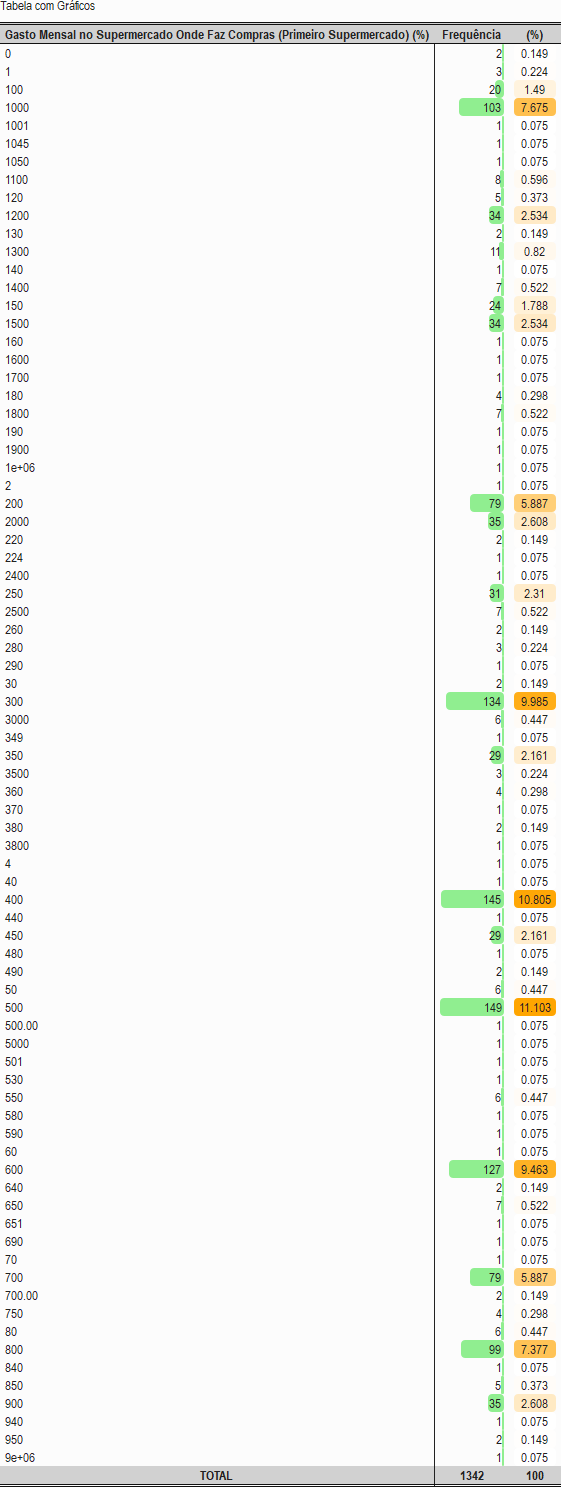 Tabela com Gráficos
Gasto Mensal no Supermercado Onde Faz Compras (Primeiro Supermercado) (%) Frequência (%)
0 2 0.149
1 3 0.224
100 20 1.49
1000 103 7.675
1001 1 0.075
1045 1 0.075
1050 1 0.075
1100 8 0.596
120 5 0.373
1200 34 2.534
130 2 0.149
1300 11 0.82
140 1 0.075
1400 7 0.522
150 24 1.788
1500 34 2.534
160 1 0.075
1600 1 0.075
1700 1 0.075
180 4 0.298
1800 7 0.522
190 1 0.075
1900 1 0.075
1e+06 1 0.075
2 1 0.075
200 79 5.887
2000 35 2.608
220 2 0.149
224 1 0.075
2400 1 0.075
250 31 2.31
2500 7 0.522
260 2 0.149
280 3 0.224
290 1 0.075
30 2 0.149
300 134 9.985
3000 6 0.447
349 1 0.075
350 29 2.161
3500 3 0.224
360 4 0.298
370 1 0.075
380 2 0.149
3800 1 0.075
4 1 0.075
40 1 0.075
400 145 10.805
440 1 0.075
450 29 2.161
480 1 0.075
490 2 0.149
50 6 0.447
500 149 11.103
500.00 1 0.075
5000 1 0.075
501 1 0.075
530 1 0.075
550 6 0.447
580 1 0.075
590 1 0.075
60 1 0.075
600 127 9.463
640 2 0.149
650 7 0.522
651 1 0.075
690 1 0.075
70 1 0.075
700 79 5.887
700.00 2 0.149
750 4 0.298
80 6 0.447
800 99 7.377
840 1 0.075
850 5 0.373
900 35 2.608
940 1 0.075
950 2 0.149
9e+06 1 0.075
TOTAL 1342 100